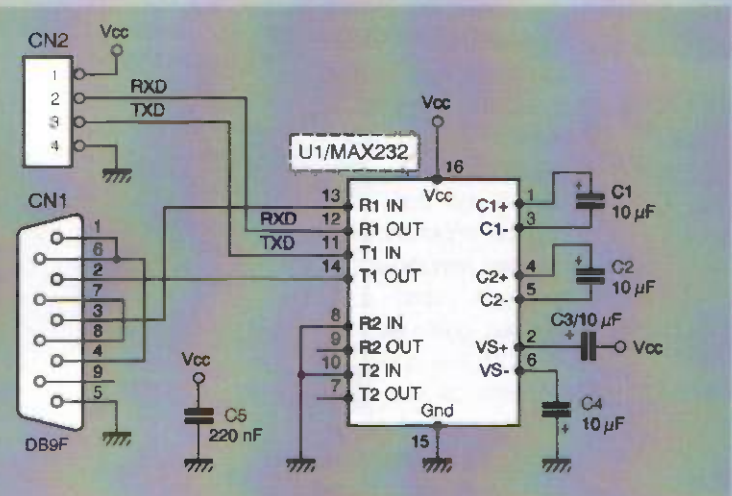 CN2
Vcc
1
2
3
4
RXD
TXD
CN1
1
6
2
7
3
8
4
9
5
DB9F
Vcc
C5
220 nF
U1/MAX232
Vcc
16
Vcc
13 R1 IN
RXD 12 R1 OUT
TXD 11 T1 IN
14 T1 OUT
8 R2 IN
9 R2 OUT
10 T2 IN
7 T2 OUT
C1+ 1
C1- 3
C2+ 4
C2- 5
VS+ 2
VS- 6
Gnd
15
+ C1
10 µF
+ C2
10 µF
C3/10 µF
+ Vcc
C4
+ 10 µF